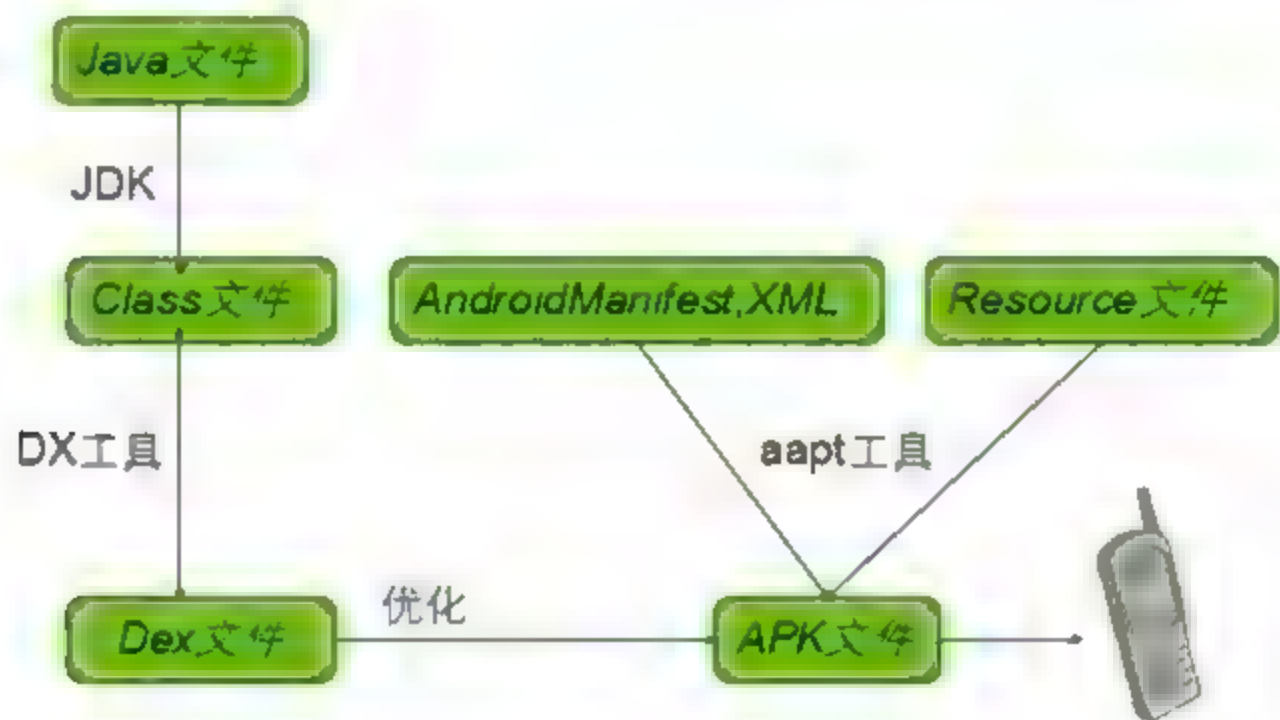 Java文件
JDK
Class文件
AndroidManifest,XML
Resource文件
DX工具
aapt工具
优化
Dex文件
APK文件